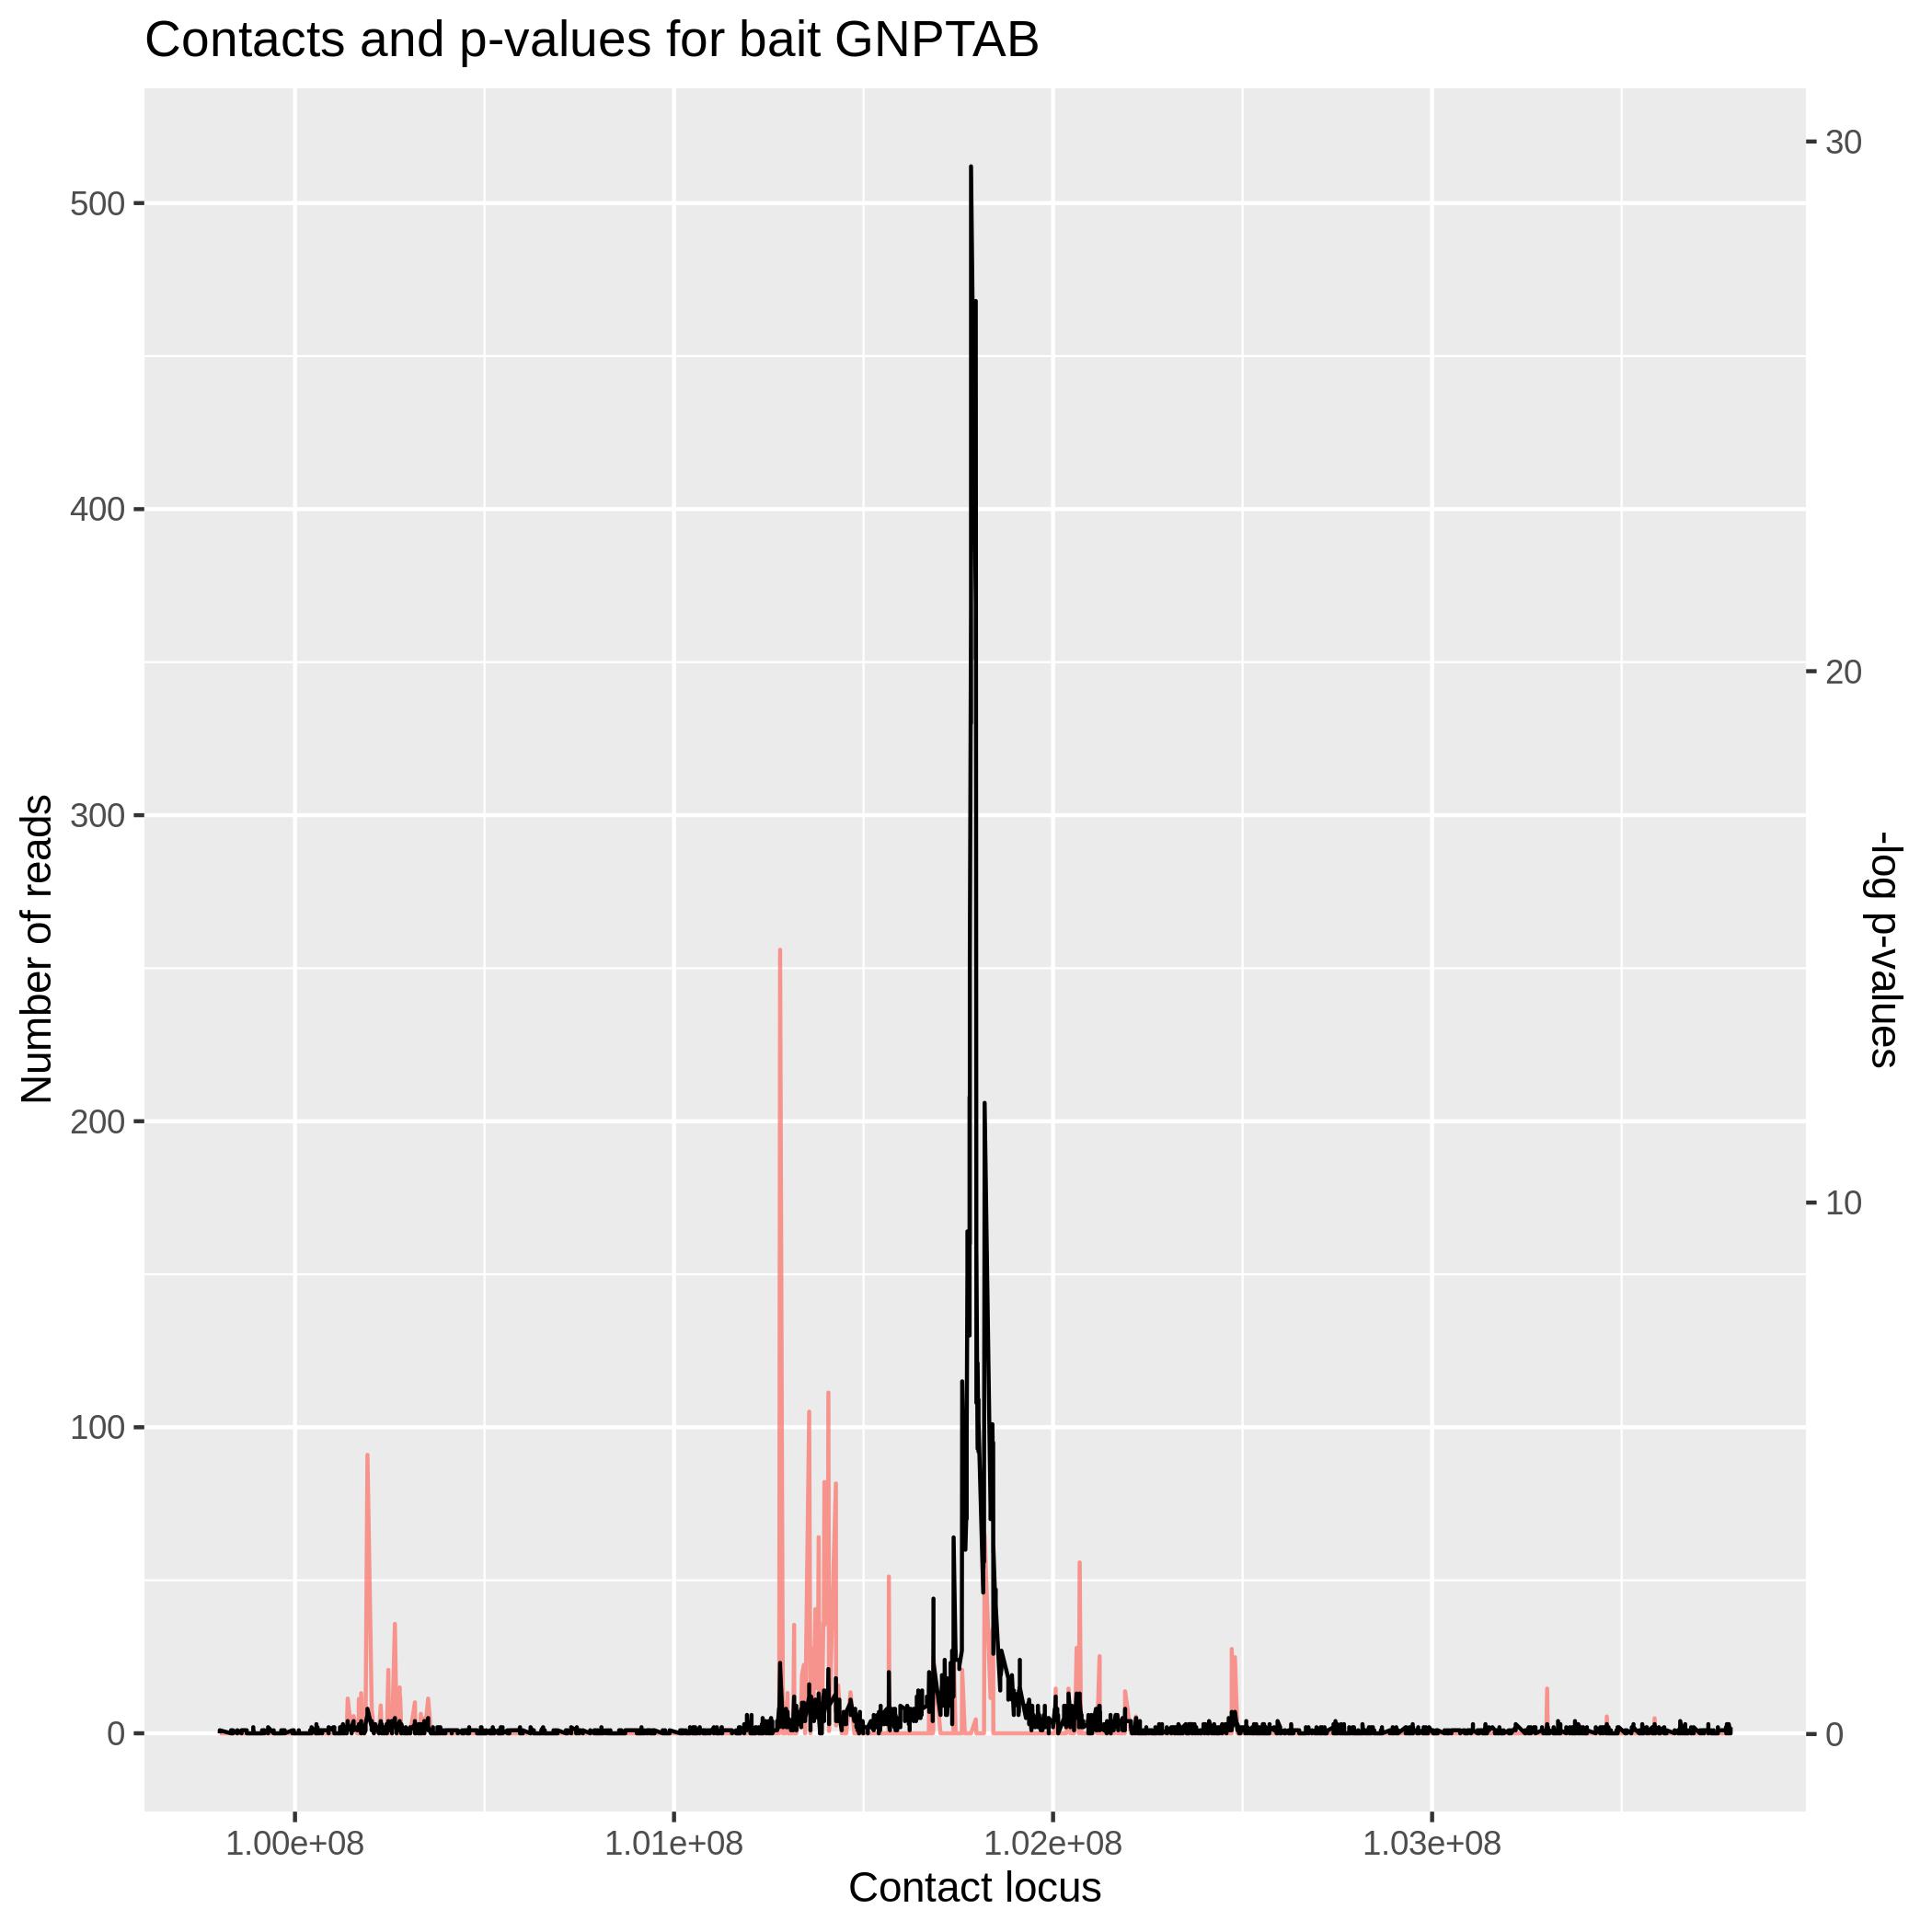 Contacts and p-values for bait GNPTAB
Number of reads
500
400
300
200
100
0
30
20
10
0
-log p-values
1.00e+08
1.01e+08
1.02e+08
1.03e+08
Contact locus